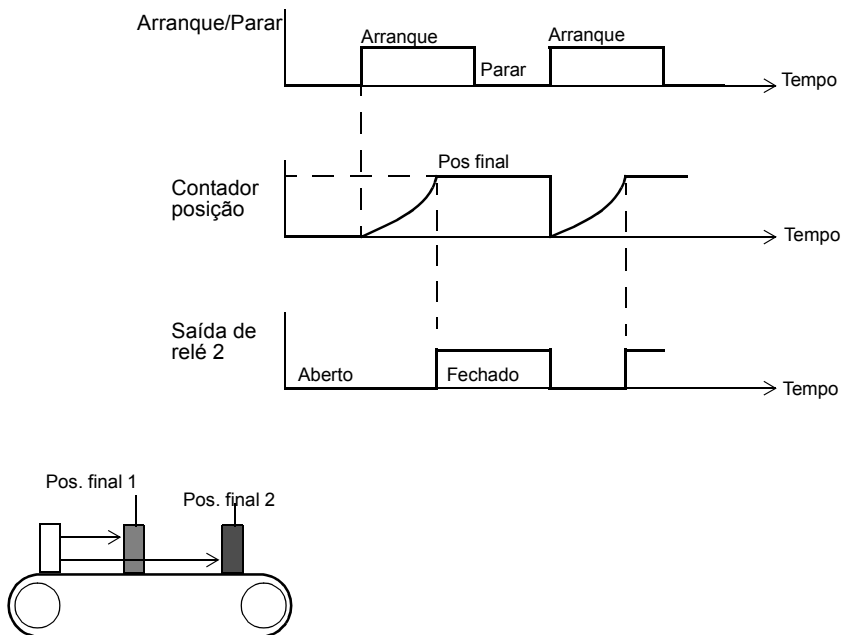 Arranque/Parar
Arranque
Arranque
Parar
Tempo
Pos final
Contador
posição
Tempo
Saída de
relé 2
Aberto
Fechado
Tempo
Pos. final 1
Pos. final 2